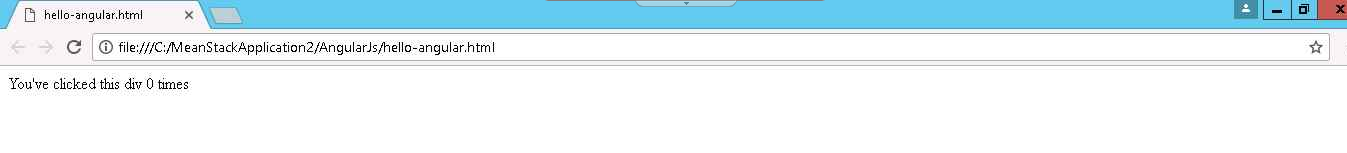 hello-angular.html
file:///C:/MeanStackApplication2/AngularJs/hello-angular.html
You've clicked this div 0 times